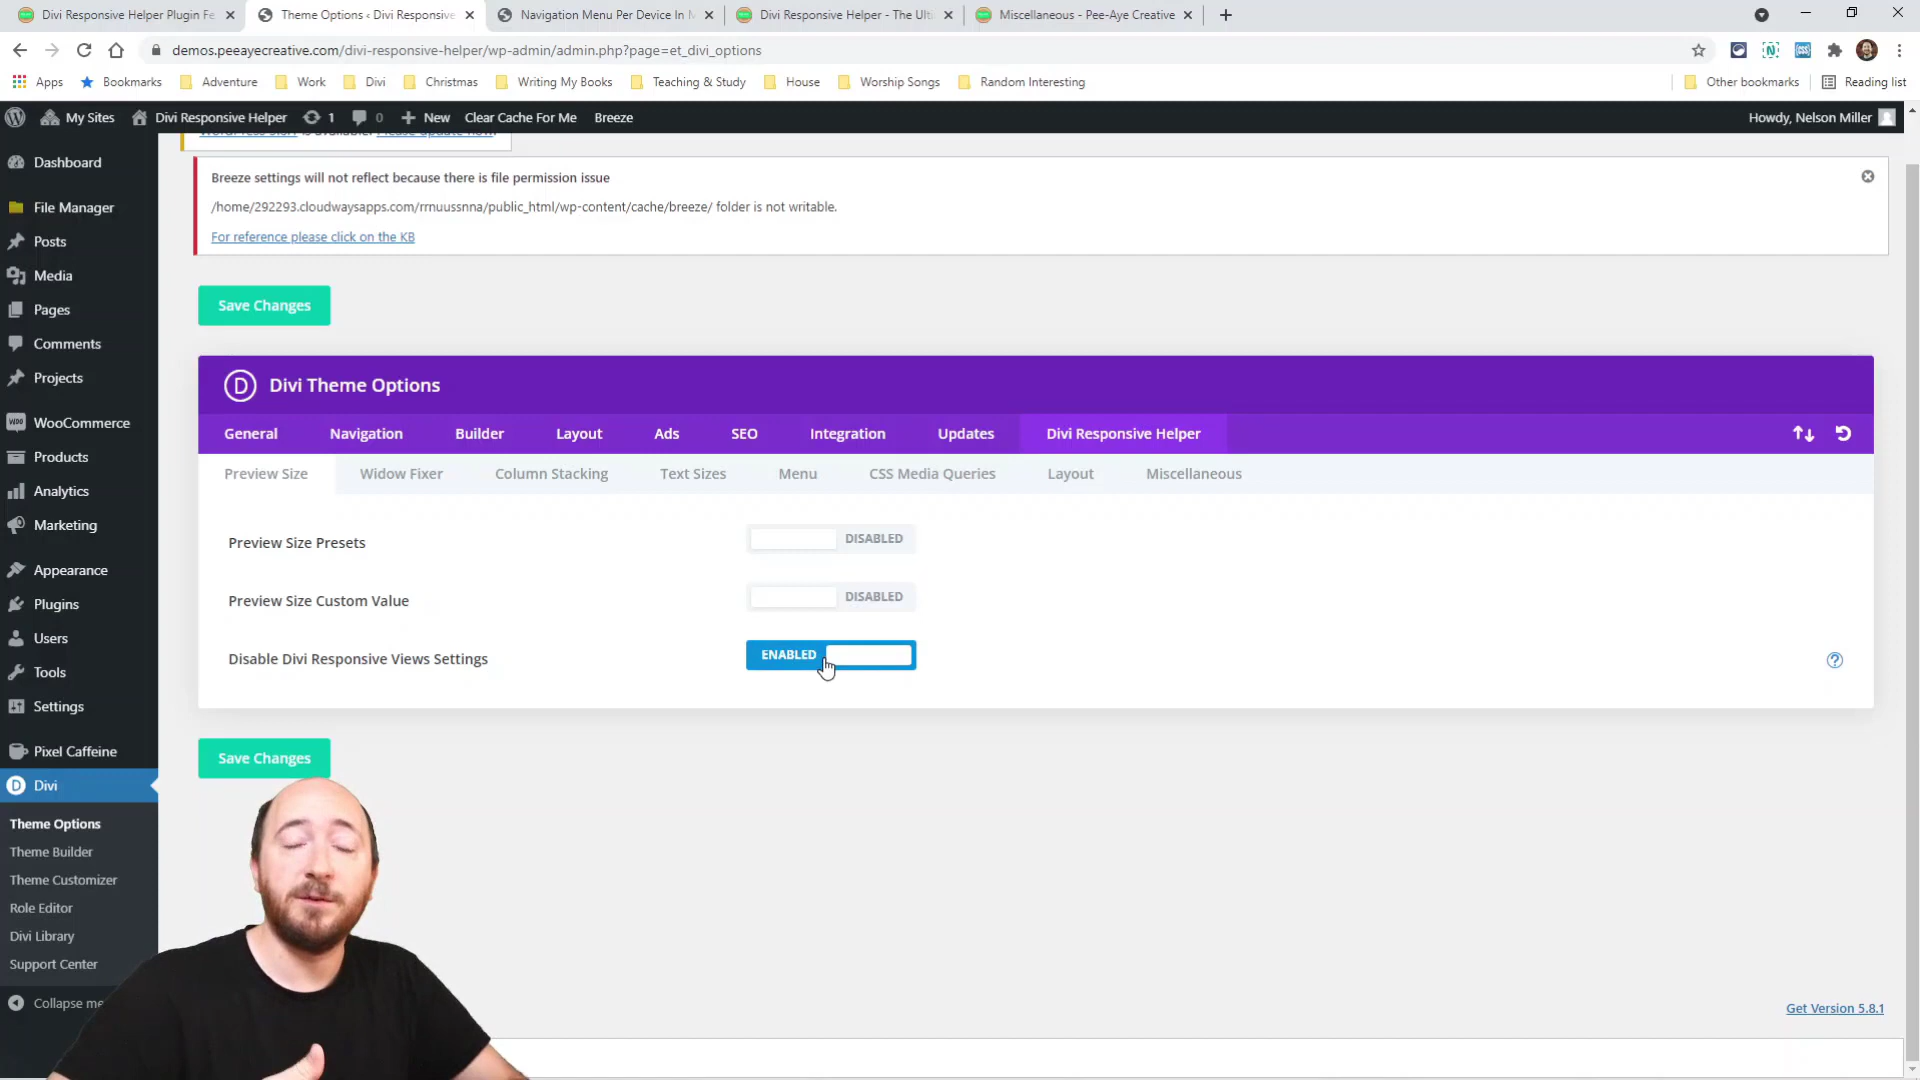 Divi Responsive Helper Plugin Fe
Theme Options ‹ Divi Responsive
Navigation Menu Per Device In
Divi Responsive Helper - The Ulti
Miscellaneous - Pee-Aye Creative
demos.peeayecreative.com/divi-responsive-helper/wp-admin/admin.php?page=et_divi_options
Apps Bookmarks Adventure Work Divi Christmas Writing My Books Teaching & Study House Worship Songs Random Interesting Other bookmarks Reading list
My Sites Divi Responsive Helper 1 0 New Clear Cache For Me Breeze Howdy, Nelson Miller
is available. Please update now.
Breeze settings will not reflect because there is file permission issue
/home/292293.cloudwaysapps.com/rrnuussnna/public_html/wp-content/cache/breeze/ folder is not writable.
For reference please click on the KB
Dashboard
File Manager
Posts
Media
Pages
Comments
Projects
WooCommerce
Products
Analytics
Marketing
Appearance
Plugins
Users
Tools
Settings
Pixel Caffeine
Divi
Theme Options
Theme Builder
Theme Customizer
Role Editor
Divi Library
Support Center
Collapse me
Save Changes
D Divi Theme Options
General Navigation Builder Layout Ads SEO Integration Updates Divi Responsive Helper
Preview Size Widow Fixer Column Stacking Text Sizes Menu CSS Media Queries Layout Miscellaneous
Preview Size Presets DISABLED
Preview Size Custom Value DISABLED
Disable Divi Responsive Views Settings ENABLED ?
Save Changes
Get Version 5.8.1